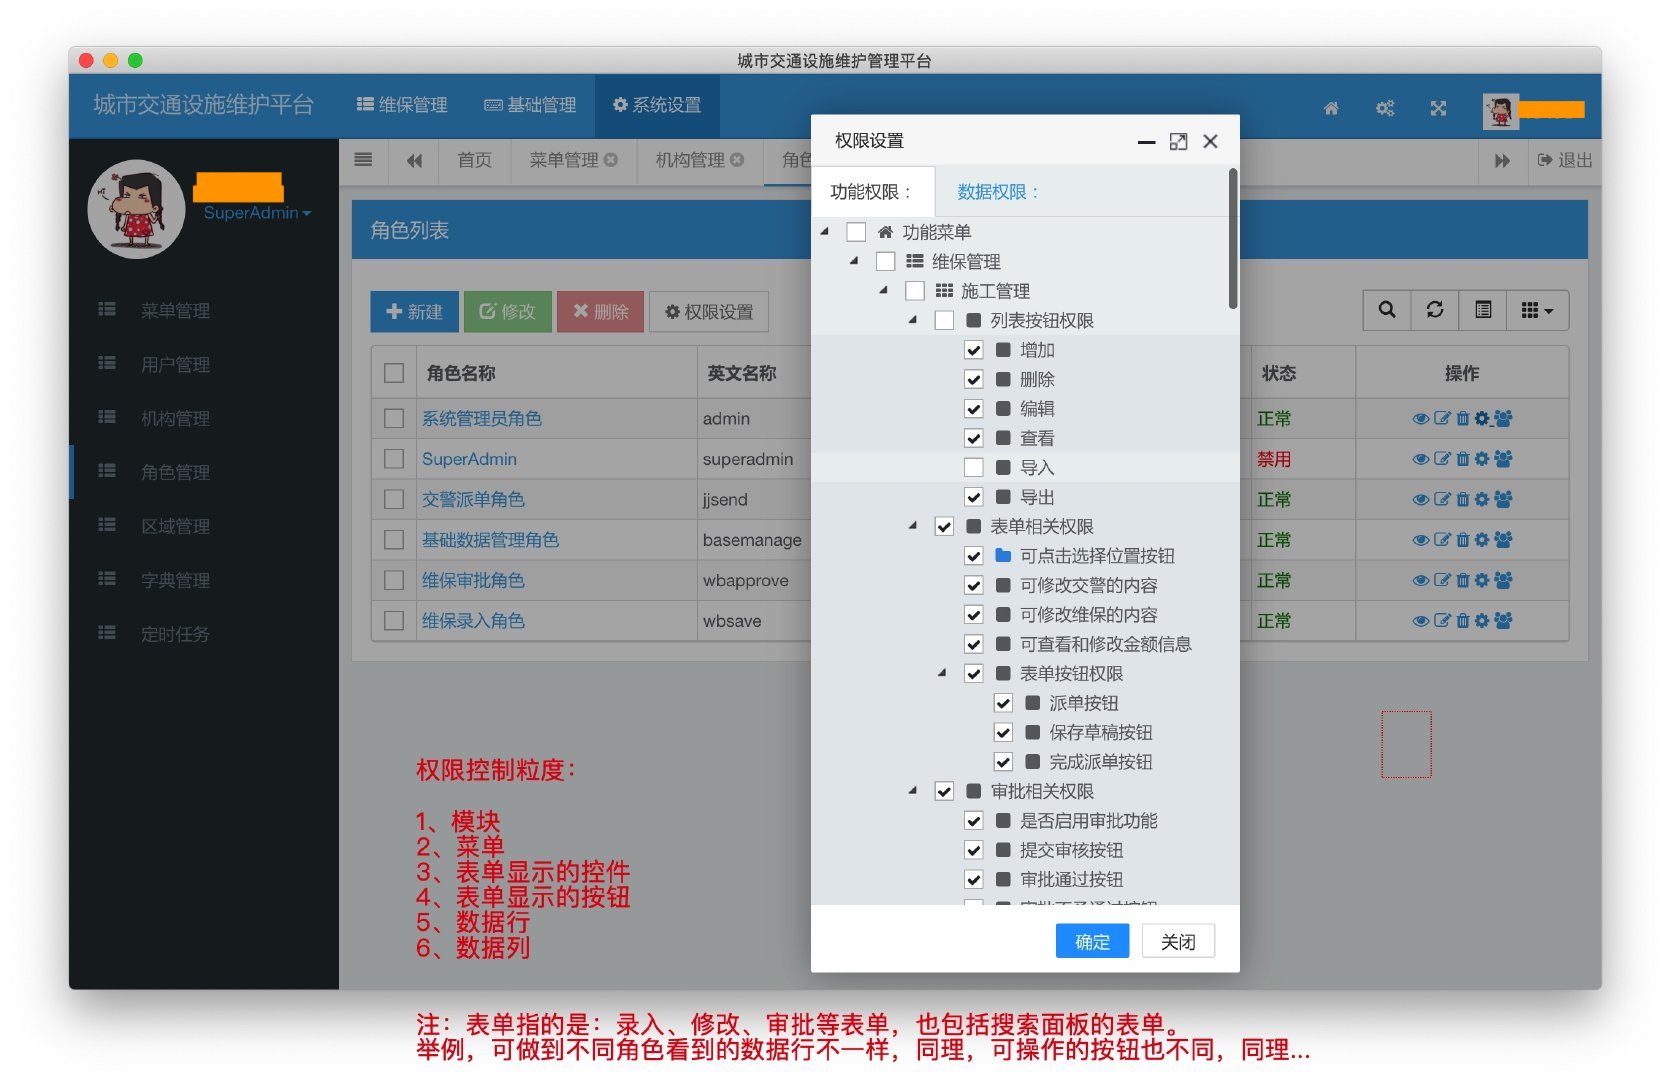 城市交通设施维护管理平台
城市交通设施维护平台 维保管理 基础管理 系统设置
权限设置
首页 菜单管理 机构管理 角色 退出
SuperAdmin
功能权限： 数据权限：
角色列表
功能菜单
维保管理
施工管理
菜单管理
新建 修改 删除 权限设置
列表按钮权限
增加
用户管理
角色名称 英文名称 状态 操作
删除
机构管理
系统管理员角色 admin 编辑 正常
查看
角色管理
SuperAdmin superadmin 导入 禁用
交警派单角色 jjsend 导出 正常
区域管理
表单相关权限
基础数据管理角色 basemanage 正常
可点击选择位置按钮
字典管理
维保审批角色 wbapprove 可修改交警的内容 正常
维保录入角色 wbsave 可修改维保的内容 正常
定时任务
可查看和修改金额信息
表单按钮权限
派单按钮
保存草稿按钮
完成派单按钮
审批相关权限
是否启用审批功能
提交审核按钮
审批通过按钮
确定 关闭
权限控制粒度：
1、模块
2、菜单
3、表单显示的控件
4、表单显示的按钮
5、数据行
6、数据列
注：表单指的是：录入、修改、审批等表单，也包括搜索面板的表单。
举例，可做到不同角色看到的数据行不一样，同理，可操作的按钮也不同，同理...